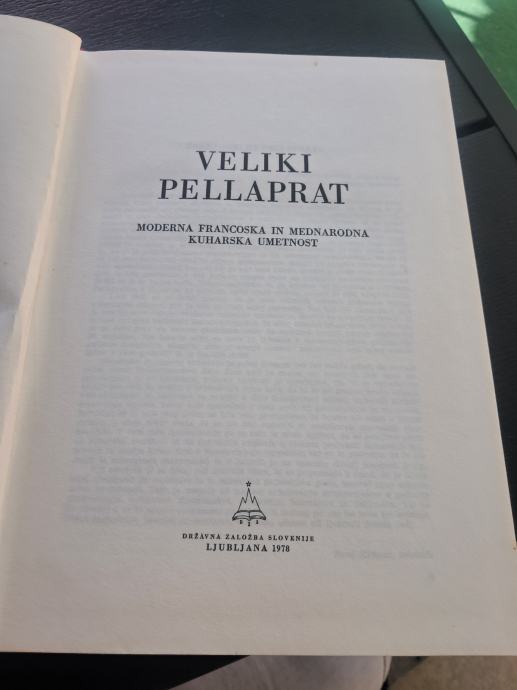 VELIKI
PELLAPRAT
MODERNA FRANCOSKA IN MEDNARODNA
KUHARSKA UMETNOST
DRŽAVNA ZALOŽBA SLOVENIJE
LJUBLJANA 1978